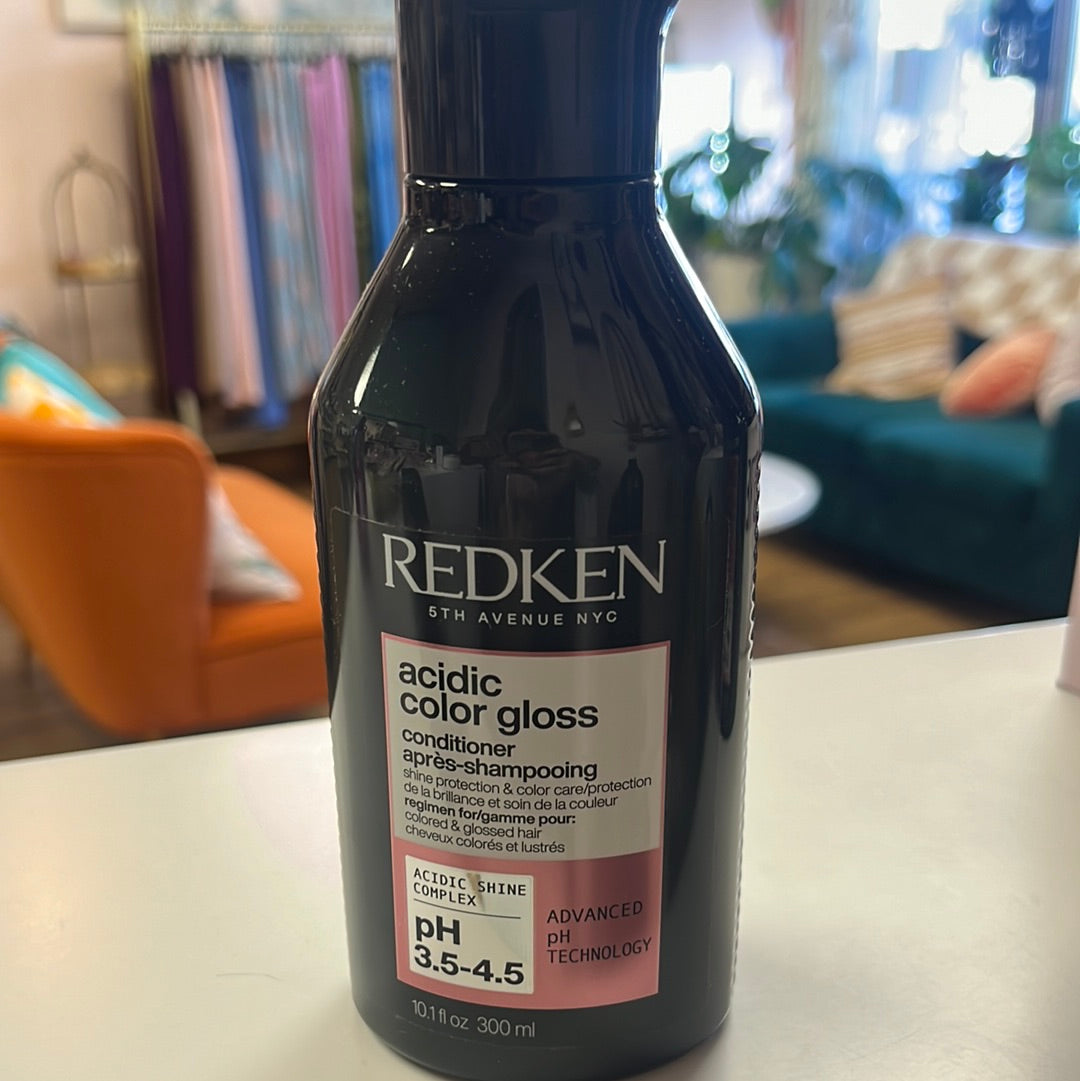 REDKEN
5TH AVENUE NYC
acidic
color gloss
conditioner
après-shampooing
shine protection & color care/protection
de la brillance et soin de la couleur
regimen for/gamme pour:
colored & glossed hair
cheveux colorés et lustrés
ACIDIC SHINE
COMPLEX
pH
3.5-4.5
ADVANCED
pH
TECHNOLOGY
10.1 fl oz 300 ml